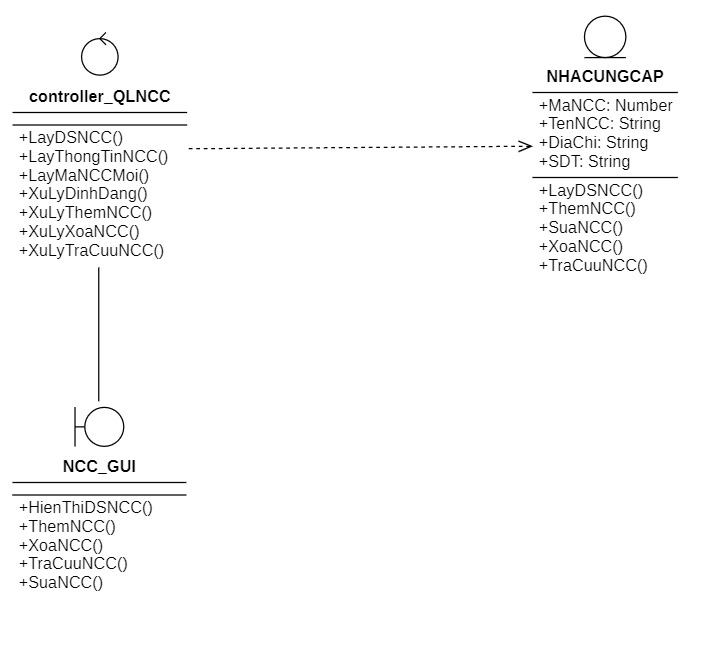 controller_QLNCC
+LayDSNCC()
+LayThongTinNCC()
+LayMaNCCMoi()
+XuLyDinhDang()
+XuLyThemNCC()
+XuLyXoaNCC()
+XuLyTraCuuNCC()
NHACUNGCAP
+MaNCC: Number
+TenNCC: String
+DiaChi: String
+SDT: String
+LayDSNCC()
+ThemNCC()
+SuaNCC()
+XoaNCC()
+TraCuuNCC()
NCC_GUI
+HienThiDSNCC()
+ThemNCC()
+XoaNCC()
+TraCuuNCC()
+SuaNCC()